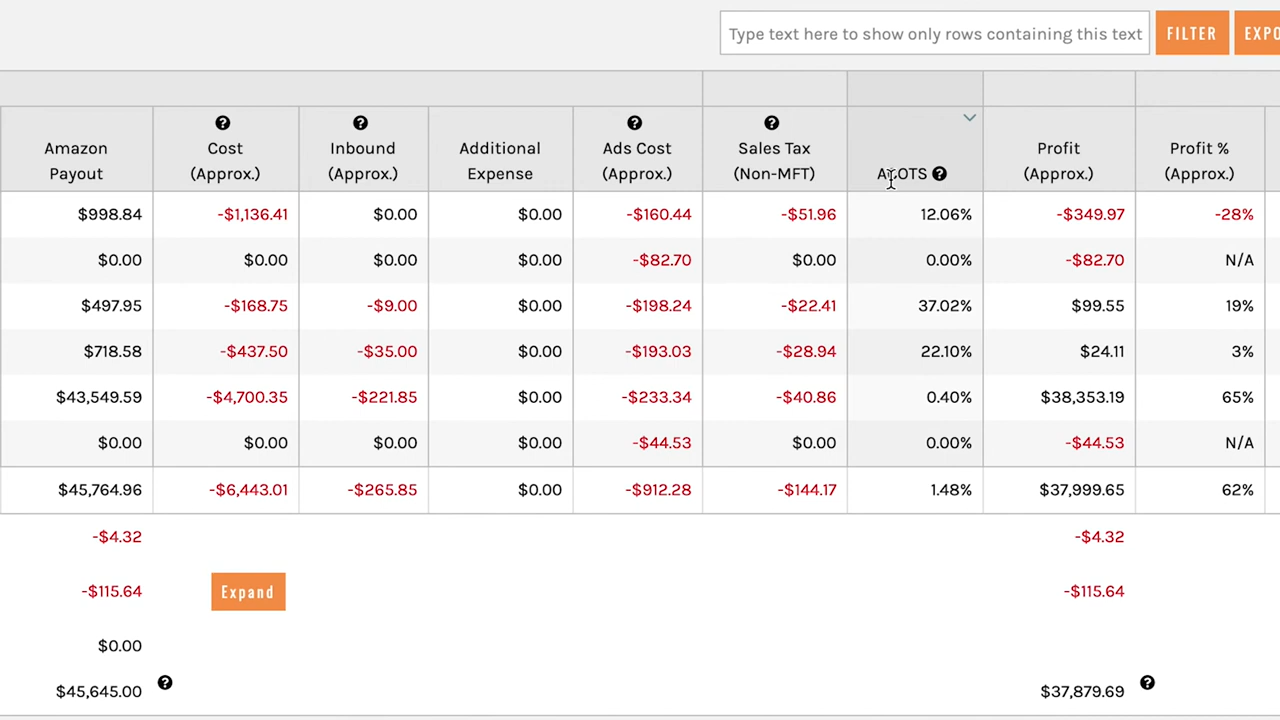 Type text here to show only rows containing this text FILTER EXPO
? ? ? ?
Amazon Cost Inbound Additional Ads Cost Sales Tax Profit Profit %
Payout (Approx.) (Approx.) Expense (Approx.) (Non-MFT) ACOTS ? (Approx.) (Approx.)
$998.84 -$1,136.41 $0.00 $0.00 -$160.44 -$51.96 12.06% -$349.97 -28%
$0.00 $0.00 $0.00 $0.00 -$82.70 $0.00 0.00% -$82.70 N/A
$497.95 -$168.75 -$9.00 $0.00 -$198.24 -$22.41 37.02% $99.55 19%
$718.58 -$437.50 -$35.00 $0.00 -$193.03 -$28.94 22.10% $24.11 3%
$43,549.59 -$4,700.35 -$221.85 $0.00 -$233.34 -$40.86 0.40% $38,353.19 65%
$0.00 $0.00 $0.00 $0.00 -$44.53 $0.00 0.00% -$44.53 N/A
$45,764.96 -$6,443.01 -$265.85 $0.00 -$912.28 -$144.17 1.48% $37,999.65 62%
-$4.32 -$4.32
-$115.64 Expand -$115.64
$0.00
$45,645.00 ? $37,879.69 ?